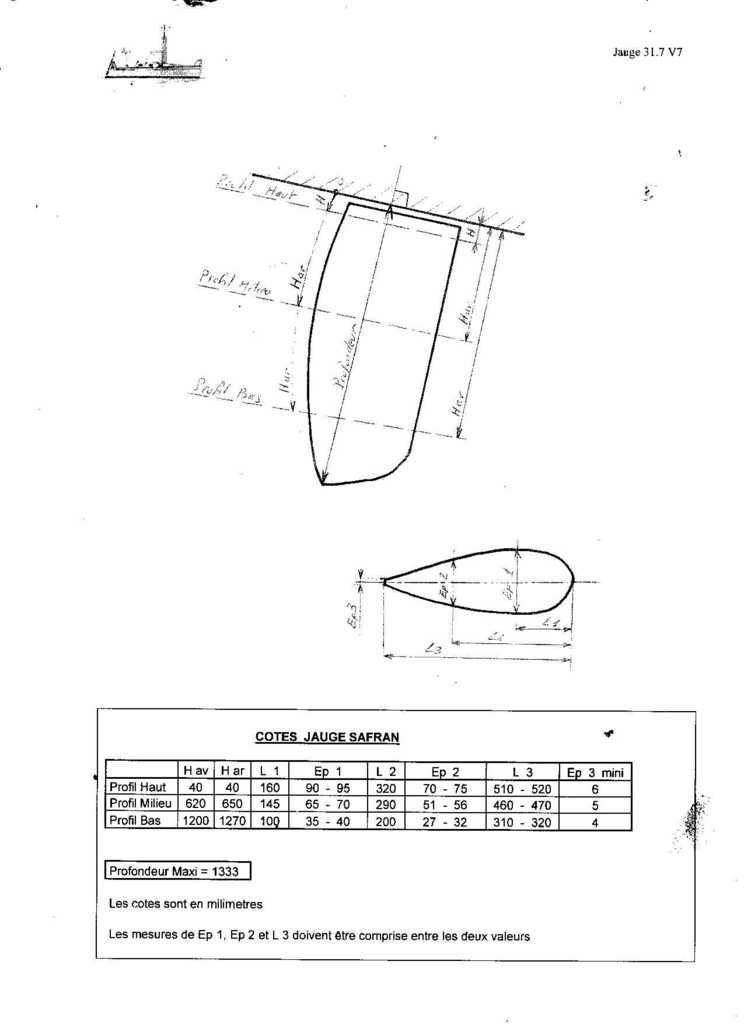 Jauge 31.7 V7
Profil Haut
H
H
Profil Milieu
Har
Har
Profondeur
Profil Bas
Har
Har
Ep 2
Ep 1
Ep 3
L1
L2
L3
COTES JAUGE SAFRAN
H av H ar L 1 Ep 1 L 2 Ep 2 L 3 Ep 3 mini
Profil Haut 40 40 160 90 - 95 320 70 - 75 510 - 520 6
Profil Milieu 620 650 145 65 - 70 290 51 - 56 460 - 470 5
Profil Bas 1200 1270 100 35 - 40 200 27 - 32 310 - 320 4
Profondeur Maxi = 1333
Les cotes sont en milimetres
Les mesures de Ep 1, Ep 2 et L 3 doivent être comprise entre les deux valeurs